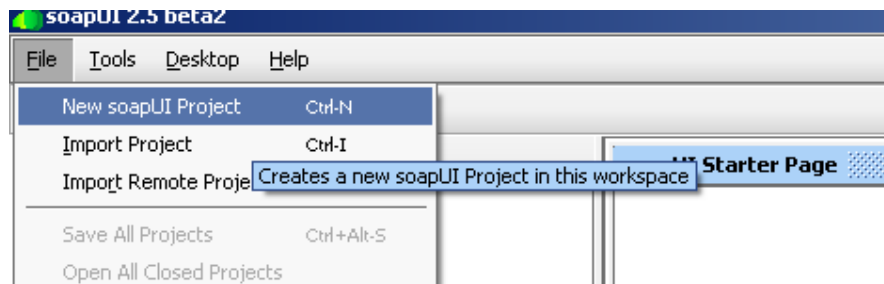 soapUI 2.5 beta2
File Tools Desktop Help
New soapUI Project Ctrl-N
Import Project Ctrl-I
Import Remote Proje
Creates a new soapUI Project in this workspace
UI Starter Page
Save All Projects Ctrl+Alt-S
Open All Closed Projects